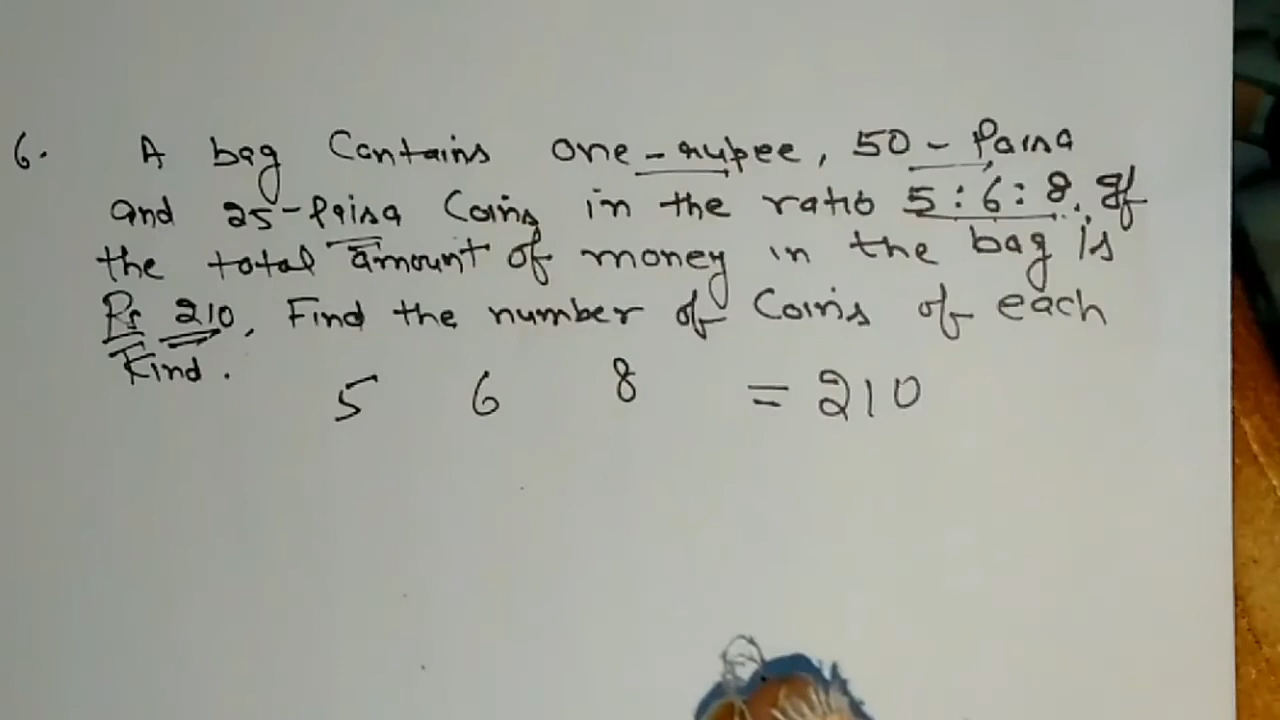 6. A bag Contains one-rupee, 50-Paisa
and 25-Paisa Coins in the ratio 5:6:8. If
the total amount of money in the bag is
Rs 210, Find the number of Coins of each
Kind.
5 6 8 = 210